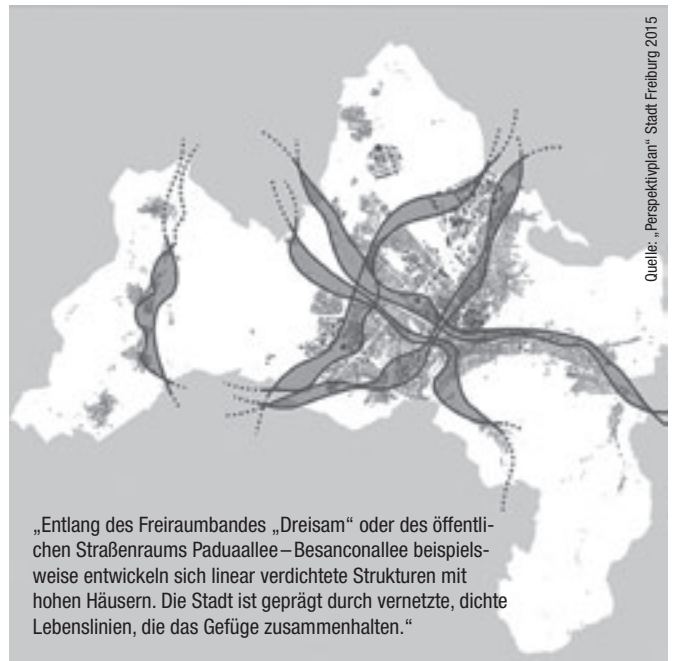 Quelle: „Perspektivplan“ Stadt Freiburg 2015
„Entlang des Freiraumbandes „Dreisam“ oder des öffentli-
chen Straßenraums Paduaallee – Besanconallee beispiels-
weise entwickeln sich linear verdichtete Strukturen mit
hohen Häusern. Die Stadt ist geprägt durch vernetzte, dichte
Lebenslinien, die das Gefüge zusammenhalten.“